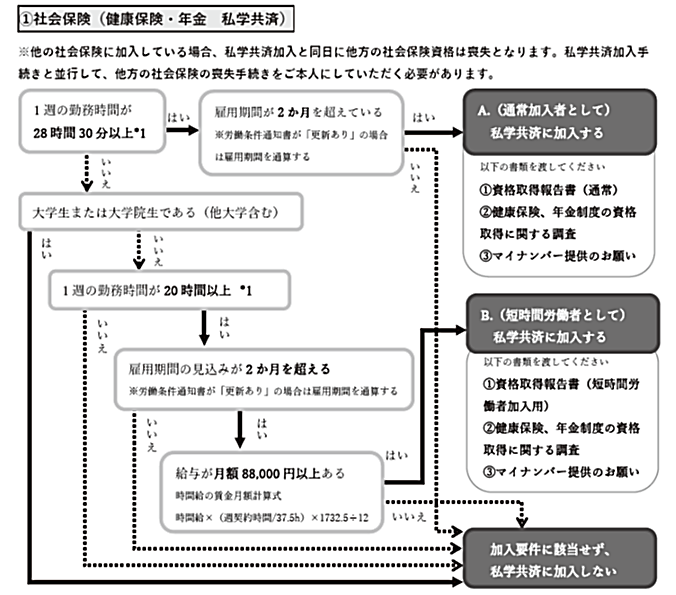 ①社会保険（健康保険・年金　私学共済）
※他の社会保険に加入している場合、私学共済加入と同日に他方の社会保険資格は喪失となります。私学共済加入手
続きと並行して、他方の社会保険の喪失手続きをご本人にしていただく必要があります。
1週の勤務時間が
28時間30分以上*1
はい
雇用期間が2か月を超えている
※労働条件通知書が「更新あり」の場合
は雇用期間を通算する
はい
A.（通常加入者として）
私学共済に加入する
以下の書類を渡してください
①資格取得報告書（通常）
②健康保険、年金制度の資格
取得に関する調査
③マイナンバー提供のお願い
いいえ
いいえ
大学生または大学院生である（他大学含む）
はい
いいえ
1週の勤務時間が20時間以上 *1
いいえ
はい
B.（短時間労働者として）
私学共済に加入する
以下の書類を渡してください
①資格取得報告書（短時間労
働者加入用）
②健康保険、年金制度の資格
取得に関する調査
③マイナンバー提供のお願い
雇用期間の見込みが2か月を超える
※労働条件通知書が「更新あり」の場合は雇用期間を通算する
いいえ
はい
給与が月額88,000円以上ある
時間給の賃金月額計算式
時間給×（週契約時間/37.5h）×1732.5÷12
はい
いいえ
加入要件に該当せず、
私学共済に加入しない